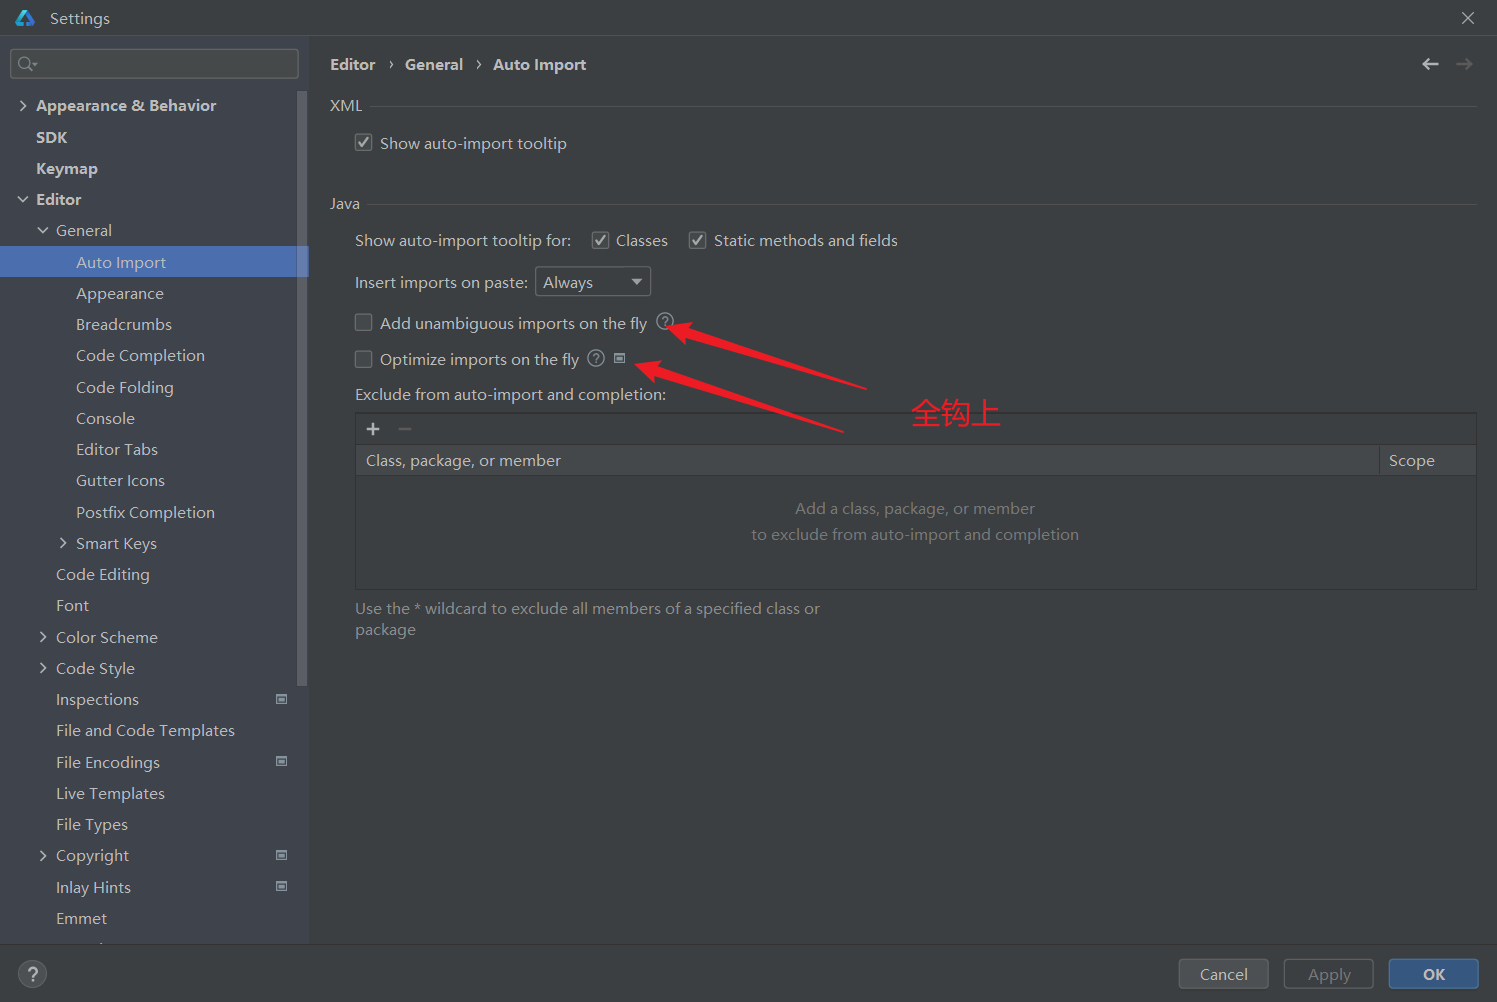 Settings
Editor › General › Auto Import
Appearance & Behavior
SDK
Keymap
Editor
General
Auto Import
Appearance
Breadcrumbs
Code Completion
Code Folding
Console
Editor Tabs
Gutter Icons
Postfix Completion
Smart Keys
Code Editing
Font
Color Scheme
Code Style
Inspections
File and Code Templates
File Encodings
Live Templates
File Types
Copyright
Inlay Hints
Emmet
XML
Show auto-import tooltip
Java
Show auto-import tooltip for: Classes Static methods and fields
Insert imports on paste: Always
Add unambiguous imports on the fly ?
Optimize imports on the fly ?
Exclude from auto-import and completion:
全钩上
Class, package, or member Scope
Add a class, package, or member
to exclude from auto-import and completion
Use the * wildcard to exclude all members of a specified class or
package
? Cancel Apply OK